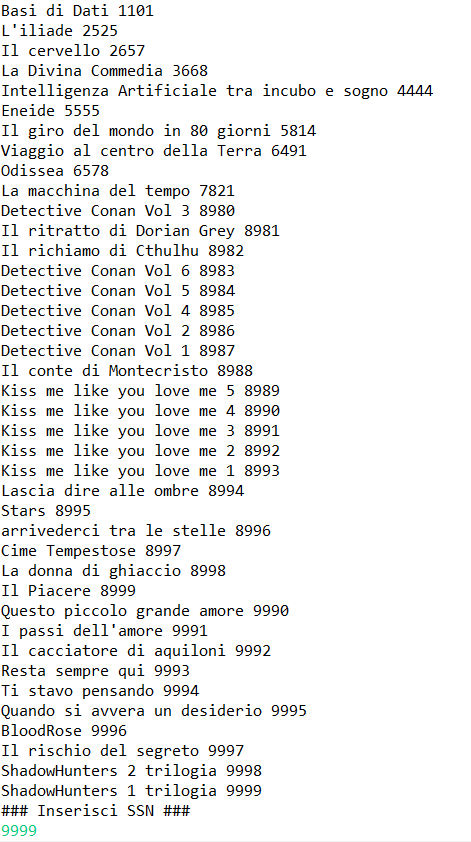 Basi di Dati 1101
L'iliade 2525
Il cervello 2657
La Divina Commedia 3668
Intelligenza Artificiale tra incubo e sogno 4444
Eneide 5555
Il giro del mondo in 80 giorni 5814
Viaggio al centro della Terra 6491
Odissea 6578
La macchina del tempo 7821
Detective Conan Vol 3 8980
Il ritratto di Dorian Grey 8981
Il richiamo di Cthulhu 8982
Detective Conan Vol 6 8983
Detective Conan Vol 5 8984
Detective Conan Vol 4 8985
Detective Conan Vol 2 8986
Detective Conan Vol 1 8987
Il conte di Montecristo 8988
Kiss me like you love me 5 8989
Kiss me like you love me 4 8990
Kiss me like you love me 3 8991
Kiss me like you love me 2 8992
Kiss me like you love me 1 8993
Lascia dire alle ombre 8994
Stars 8995
arrivederci tra le stelle 8996
Cime Tempestose 8997
La donna di ghiaccio 8998
Il Piacere 8999
Questo piccolo grande amore 9990
I passi dell'amore 9991
Il cacciatore di aquiloni 9992
Resta sempre qui 9993
Ti stavo pensando 9994
Quando si avvera un desiderio 9995
BloodRose 9996
Il rischio del segreto 9997
ShadowHunters 2 trilogia 9998
ShadowHunters 1 trilogia 9999
### Inserisci SSN ###
9999